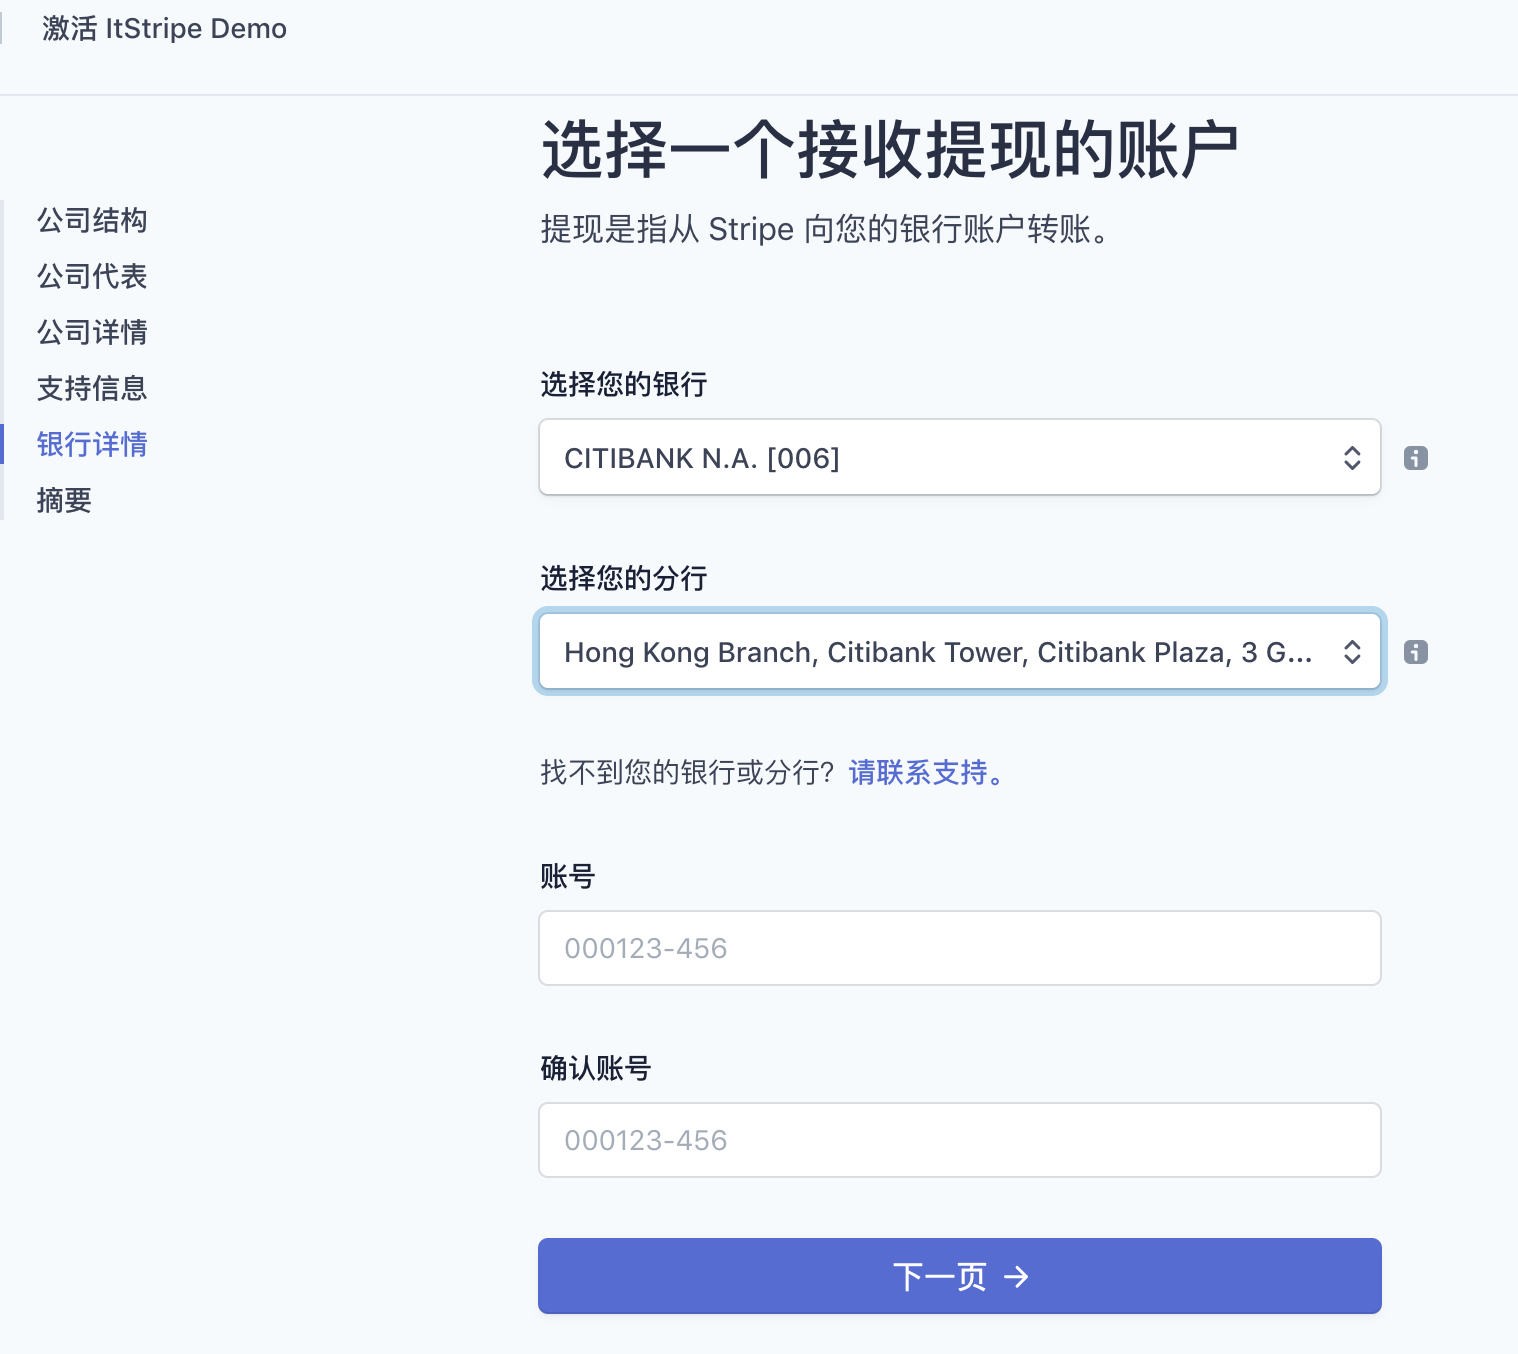 激活 ItStripe Demo
选择一个接收提现的账户
提现是指从 Stripe 向您的银行账户转账。
公司结构
公司代表
公司详情
支持信息
银行详情
摘要
选择您的银行
CITIBANK N.A. [006]
选择您的分行
Hong Kong Branch, Citibank Tower, Citibank Plaza, 3 G...
找不到您的银行或分行? 请联系支持。
账号
000123-456
确认账号
000123-456
下一页 →